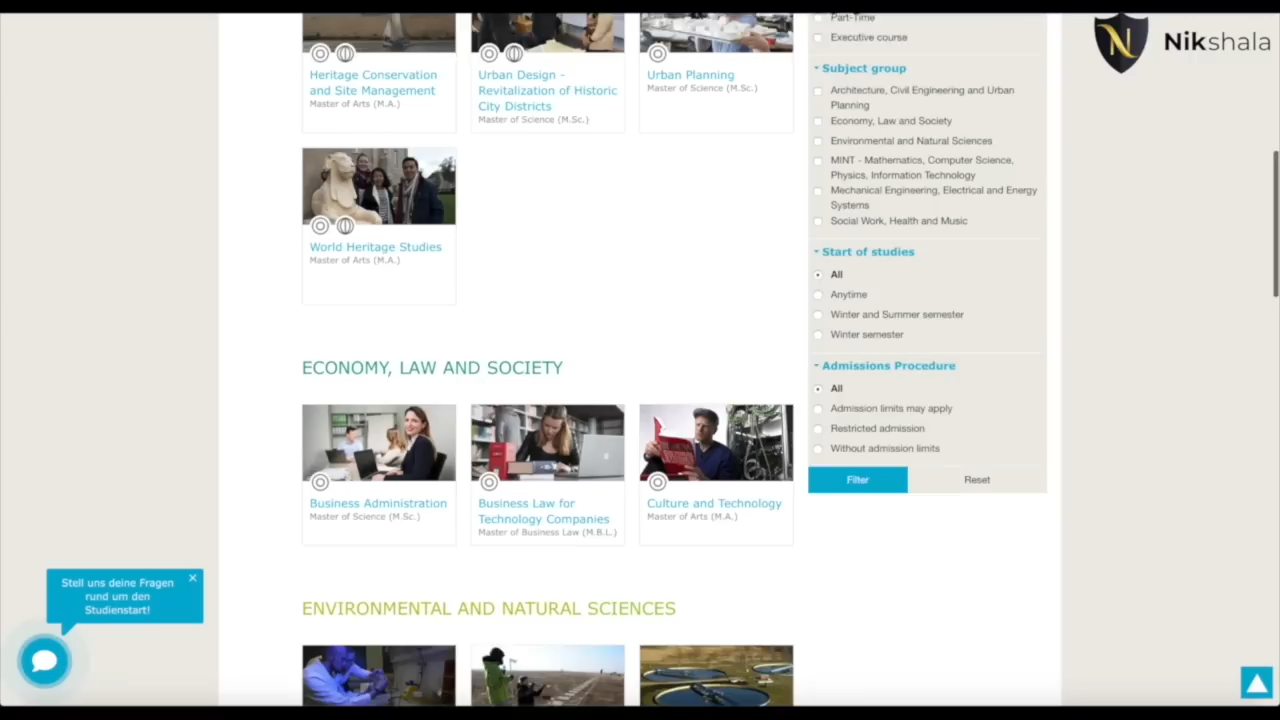 Nikshala
Heritage Conservation
and Site Management
Master of Arts (M.A.)
Urban Design -
Revitalization of Historic
City Districts
Master of Science (M.Sc.)
Urban Planning
Master of Science (M.Sc.)
World Heritage Studies
Master of Arts (M.A.)
ECONOMY, LAW AND SOCIETY
Business Administration
Master of Science (M.Sc.)
Business Law for
Technology Companies
Master of Business Law (M.B.L.)
Culture and Technology
Master of Arts (M.A.)
ENVIRONMENTAL AND NATURAL SCIENCES
Part-Time
Executive course
Subject group
Architecture, Civil Engineering and Urban
Planning
Economy, Law and Society
Environmental and Natural Sciences
MINT - Mathematics, Computer Science,
Physics, Information Technology
Mechanical Engineering, Electrical and Energy
Systems
Social Work, Health and Music
Start of studies
All
Anytime
Winter and Summer semester
Winter semester
Admissions Procedure
All
Admission limits may apply
Restricted admission
Without admission limits
Filter
Reset
Stell uns deine Fragen
rund um den
Studienstart!